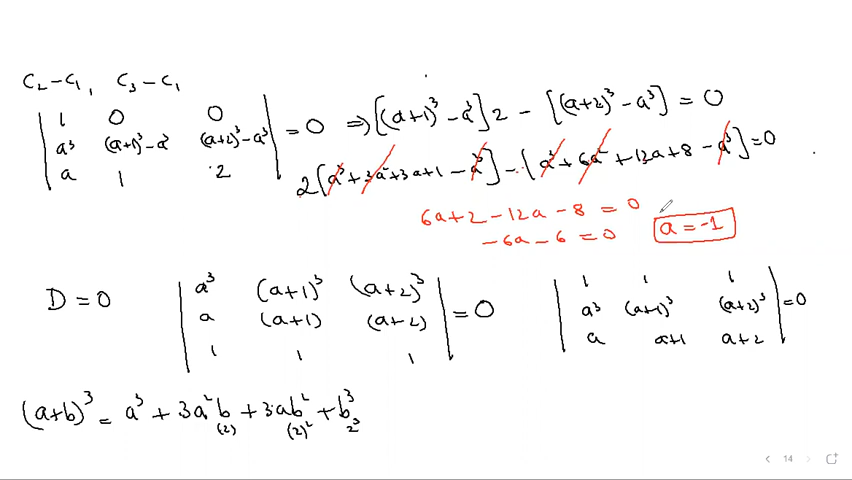 C₂-C₁, C₃-C₁
| 1 0 0 |
| a³ (a+1)³-a³ (a+2)³-a³ | = 0 ⇒ [(a+1)³-a³]2 - [(a+2)³-a³] = 0
| a 1 2 |
2[a³+3a²+3a+1-a³]-[a³+6a²+12a+8-a³]=0
6a+2-12a-8=0
-6a-6=0
a=-1
D=0
| a³ (a+1)³ (a+2)³ |
| a (a+1) (a+2) | = 0
| 1 1 1 |
| 1 1 1 |
| a³ (a+1)³ (a+2)³ | = 0
| a a+1 a+2 |
(a+b)³ = a³ + 3a²b + 3ab² + b³
(2) (2)² 2³
14